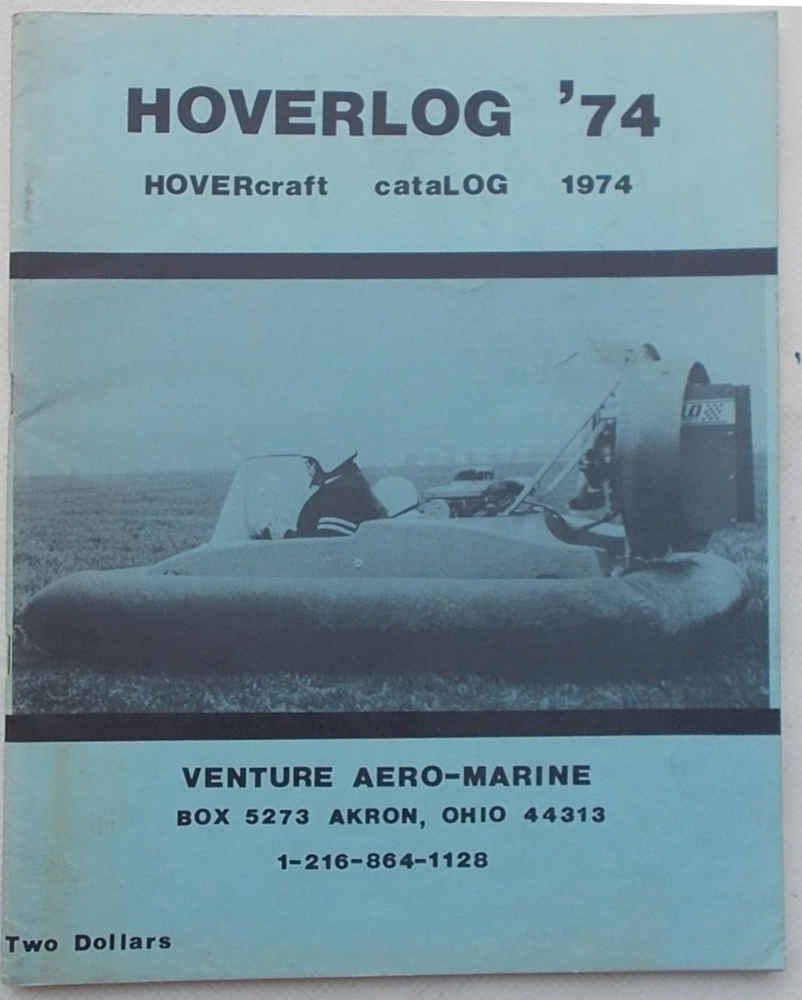 HOVERLOG '74
HOVERcraft cataLOG 1974
VENTURE AERO-MARINE
BOX 5273 AKRON, OHIO 44313
1-216-864-1128
Two Dollars